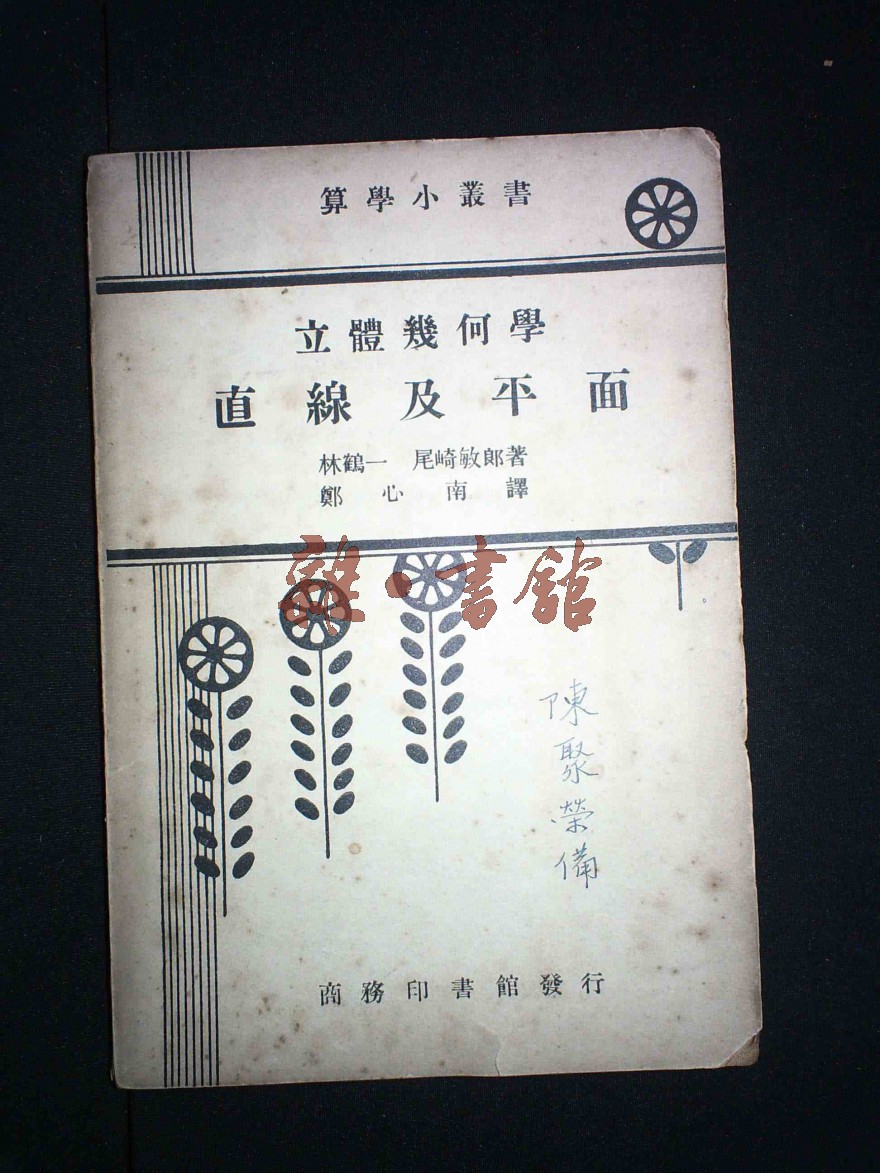 算學小叢書
立體幾何學
直線及平面
林鶴一 尾崎敏郎著
鄭心南譯
雜·書館
陳聚榮備
商務印書館發行